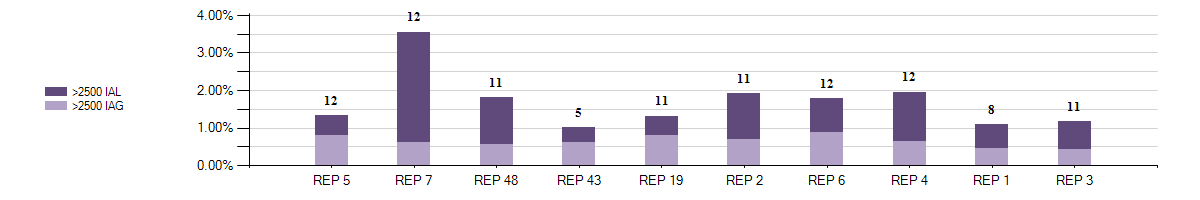 4.00%
3.00%
2.00%
1.00%
0.00%
>2500 IAL
>2500 IAG
12
12
11
5
11
11
12
12
8
11
REP 5
REP 7
REP 48
REP 43
REP 19
REP 2
REP 6
REP 4
REP 1
REP 3